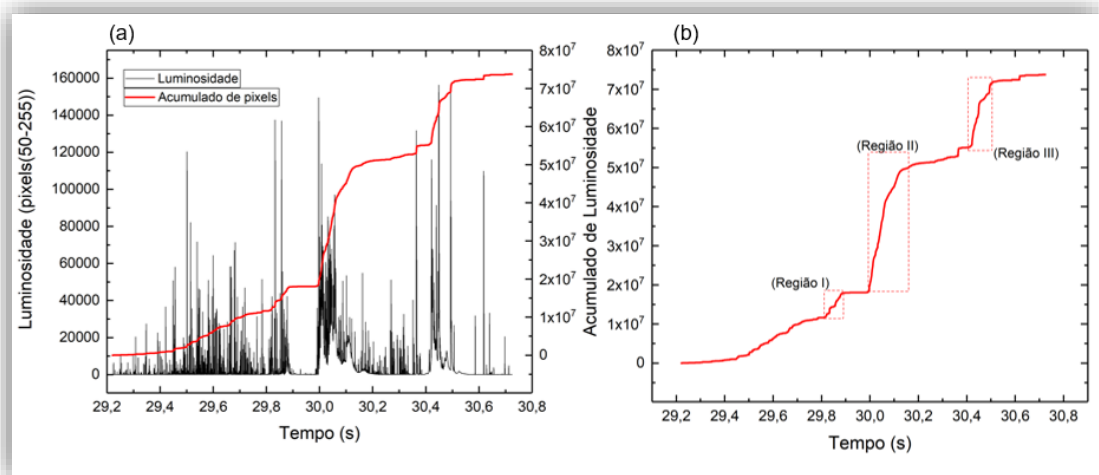 (a)
Luminosidade (pixels(50-255))
160000
140000
120000
100000
80000
60000
40000
20000
0
Luminosidade
Acumulado de pixels
8x10⁷
7x10⁷
6x10⁷
5x10⁷
4x10⁷
3x10⁷
2x10⁷
1x10⁷
0
29,2 29,4 29,6 29,8 30,0 30,2 30,4 30,6 30,8
Tempo (s)
(b)
Acumulado de Luminosidade
8x10⁷
7x10⁷
6x10⁷
5x10⁷
4x10⁷
3x10⁷
2x10⁷
1x10⁷
0
(Região II)
(Região III)
(Região I)
29,2 29,4 29,6 29,8 30,0 30,2 30,4 30,6 30,8
Tempo (s)